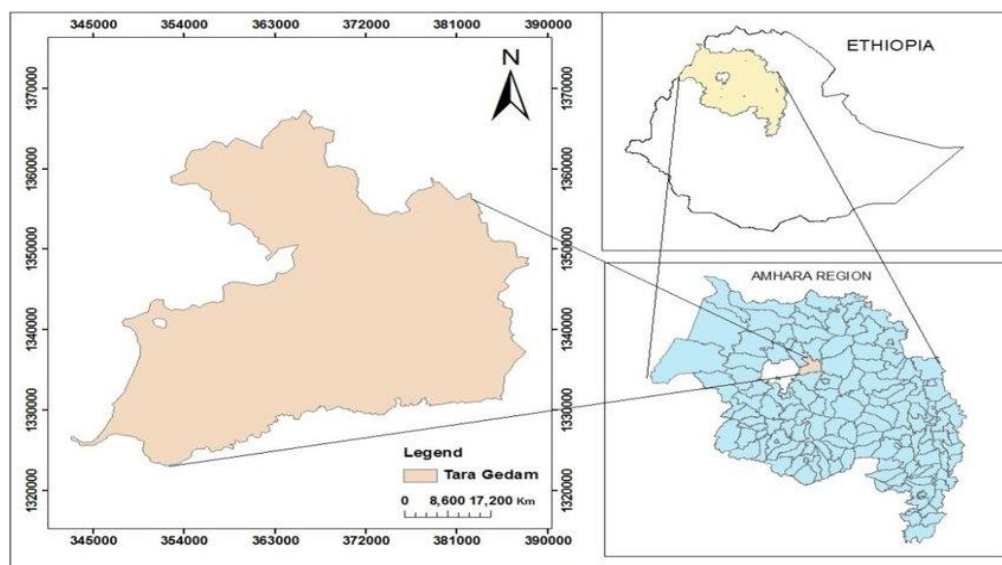 345000 354000 363000 372000 381000 390000
N
1370000 1370000
1360000 1360000
1350000 1350000
1340000 1340000
1330000 1330000
1320000 1320000
Legend
Tara Gedam
0 8,600 17,200 Km
345000 354000 363000 372000 381000 390000
ETHIOPIA
AMHARA REGION